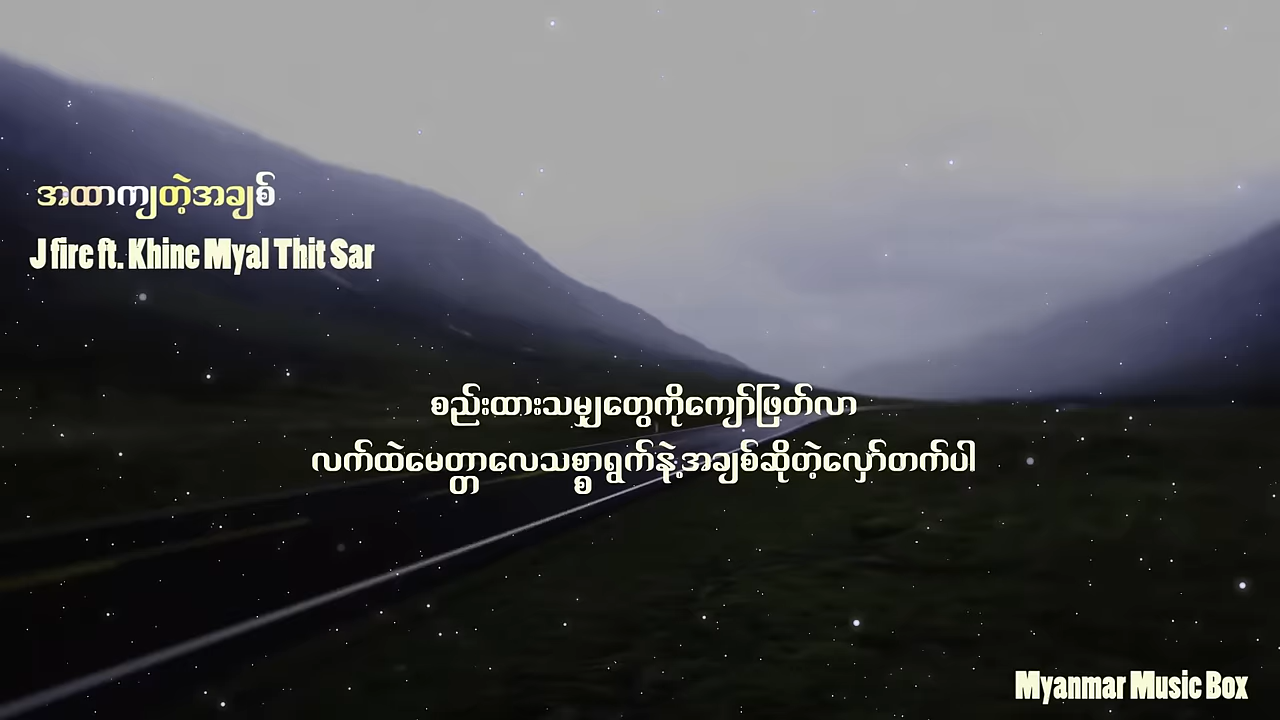 အထာကျတဲ့အချစ်
J fire ft. Khine Myal Thit Sar
စည်းထားသမျှတွေကိုကျော်ဖြတ်လာ
လက်ထဲမေတ္တာလေသစ္စာရွက်နဲ့အချစ်ဆိုတဲ့လှော်တက်ပါ
Myanmar Music Box